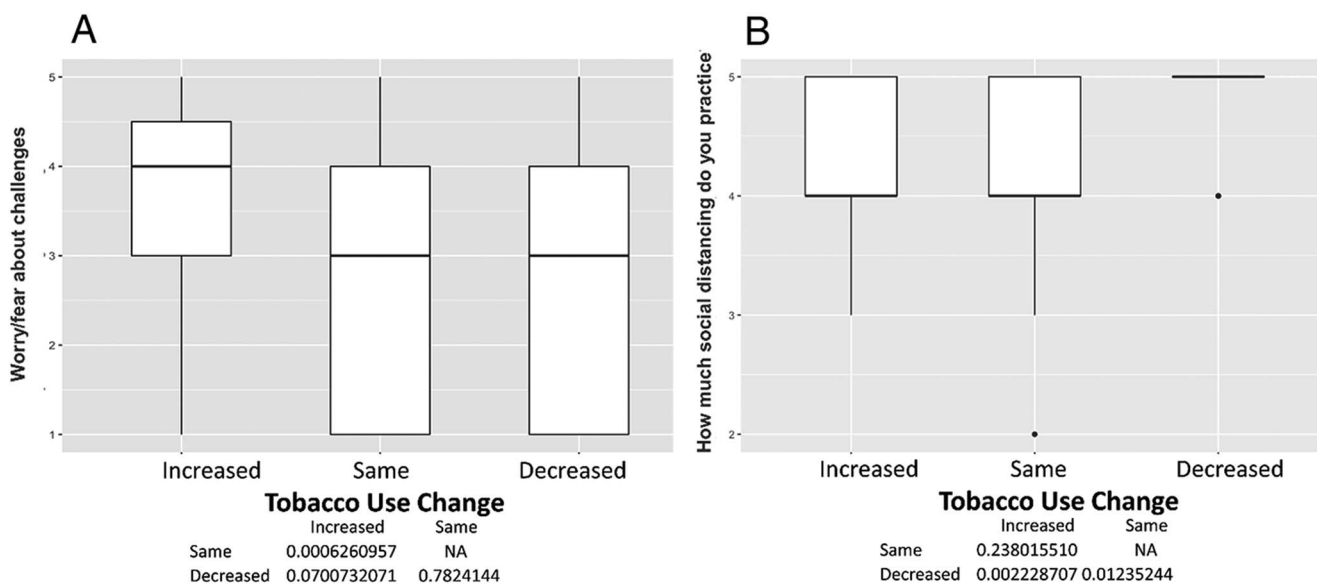 A
Worry/fear about challenges
5
4
3
2
1
Increased Same Decreased
Tobacco Use Change
Increased Same
Same 0.0006260957 NA
Decreased 0.0700732071 0.7824144
B
How much social distancing do you practice
5
4
3
2
Increased Same Decreased
Tobacco Use Change
Increased Same
Same 0.238015510 NA
Decreased 0.002228707 0.01235244